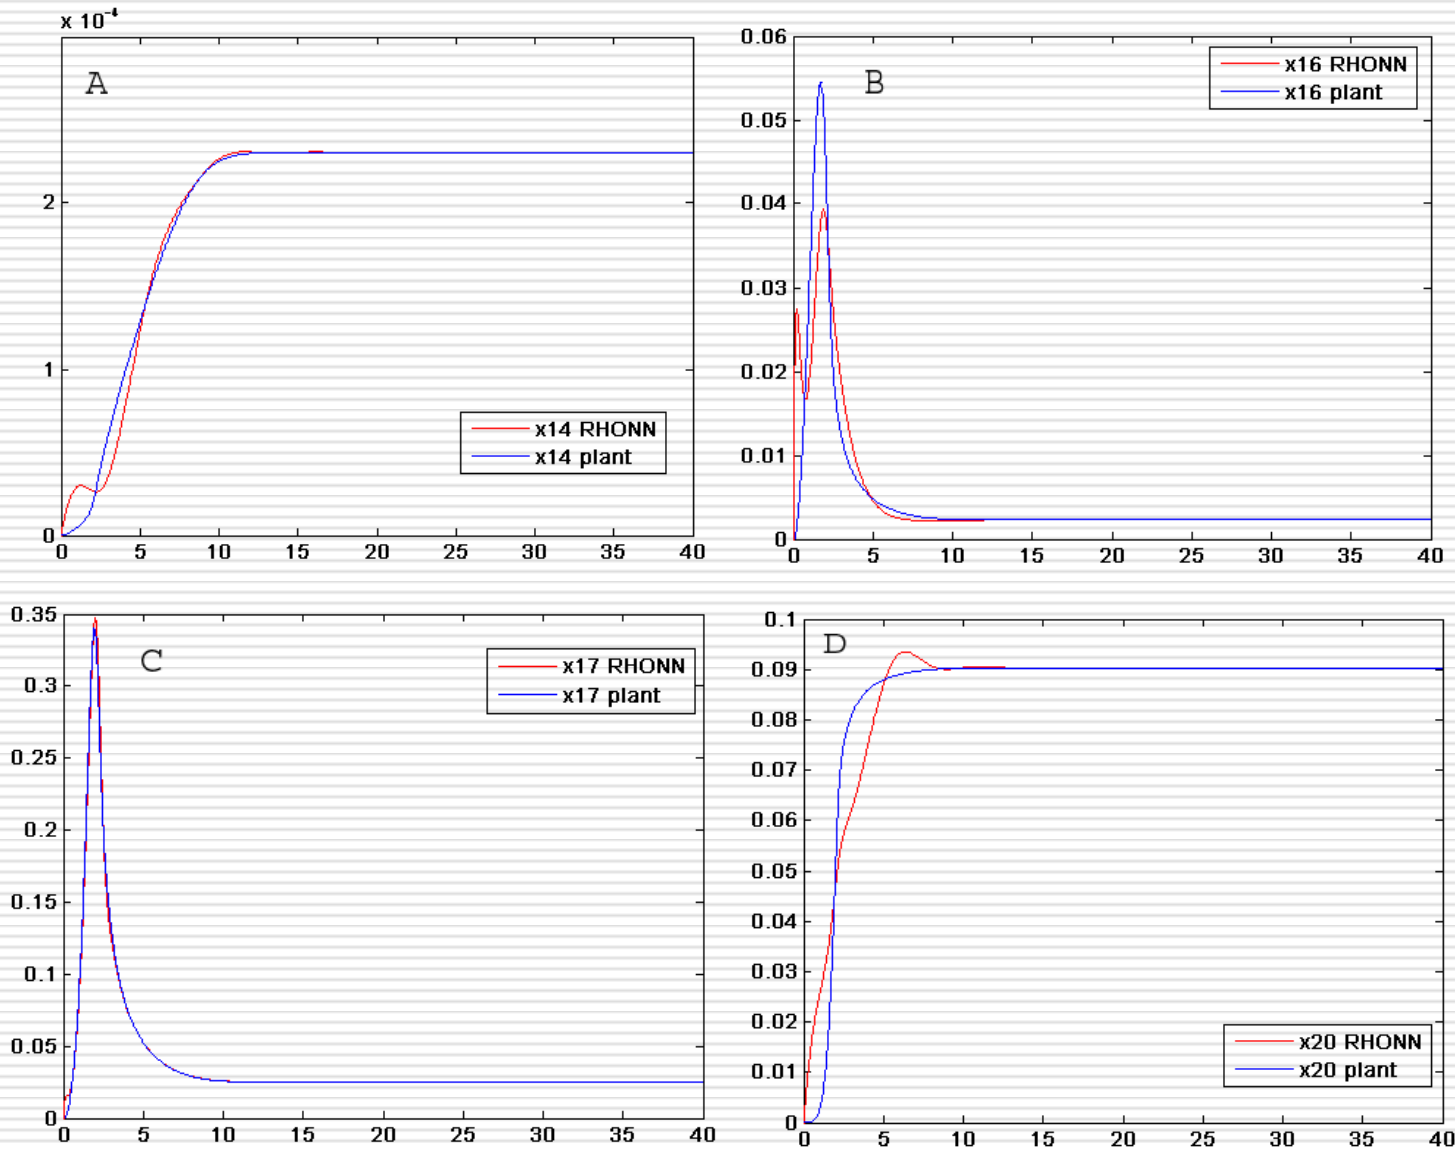 x 10⁻⁴
A
2
1
0
0 5 10 15 20 25 30 35 40
x14 RHONN
x14 plant
0.06
0.05
0.04
0.03
0.02
0.01
0
0 5 10 15 20 25 30 35 40
B
x16 RHONN
x16 plant
0.35
0.3
0.25
0.2
0.15
0.1
0.05
0
0 5 10 15 20 25 30 35 40
C
x17 RHONN
x17 plant
0.1
0.09
0.08
0.07
0.06
0.05
0.04
0.03
0.02
0.01
0
0 5 10 15 20 25 30 35 40
D
x20 RHONN
x20 plant